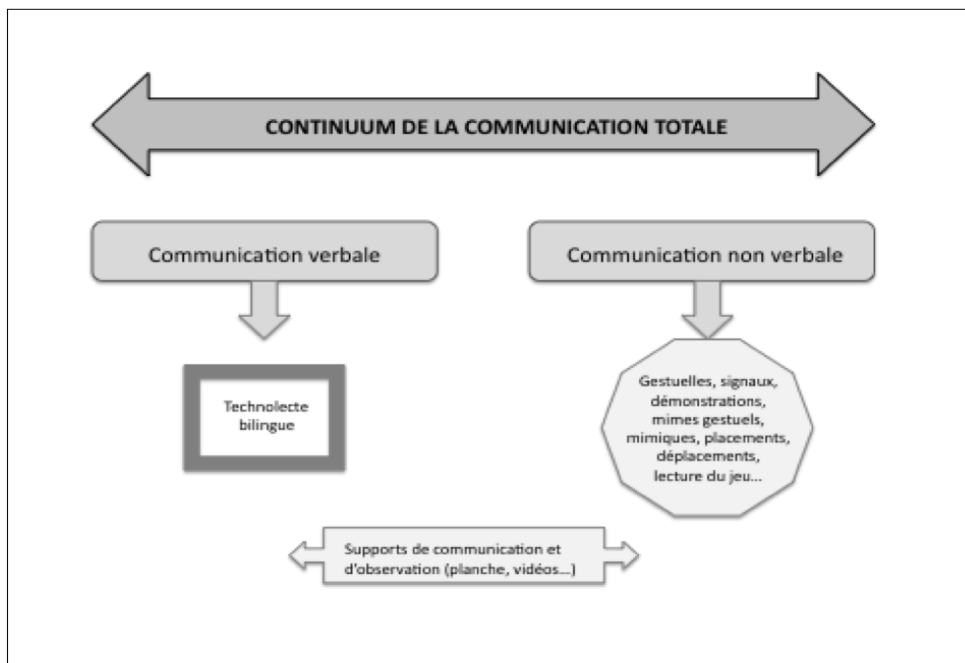 CONTINUUM DE LA COMMUNICATION TOTALE
Communication verbale
Communication non verbale
Technolecte
bilingue
Gestuelles, signaux,
démonstrations,
mimes gestuels,
mimiques, placements,
déplacements,
lecture du jeu...
Supports de communication et
d'observation (planche, vidéos...)